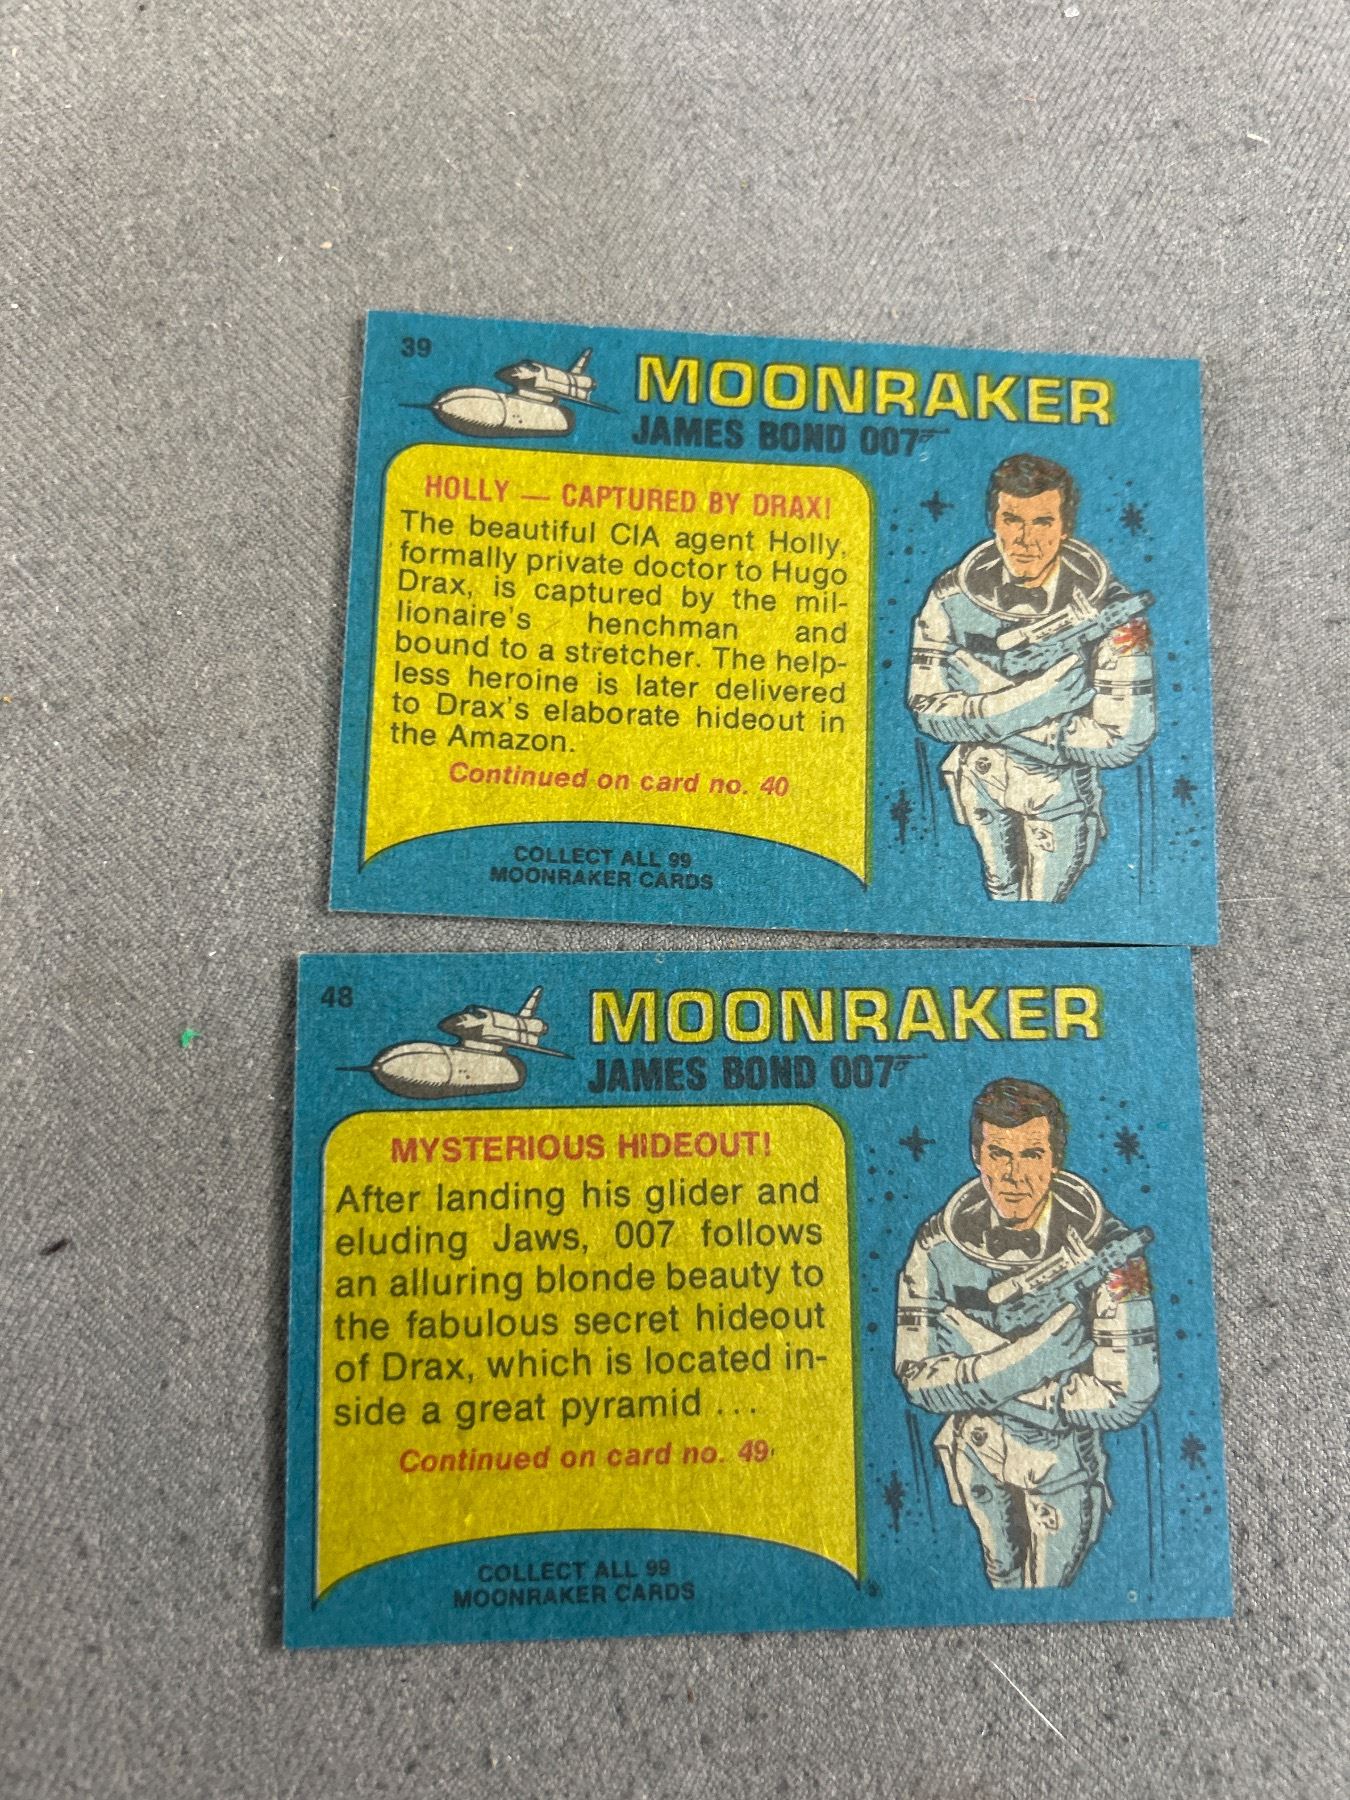 39
MOONRAKER
JAMES BOND 007
HOLLY — CAPTURED BY DRAX!
The beautiful CIA agent Holly,
formally private doctor to Hugo
Drax, is captured by the mil-
lionaire's henchman and
bound to a stretcher. The help-
less heroine is later delivered
to Drax's elaborate hideout in
the Amazon.
Continued on card no. 40
COLLECT ALL 99
MOONRAKER CARDS
48
MOONRAKER
JAMES BOND 007
MYSTERIOUS HIDEOUT!
After landing his glider and
eluding Jaws, 007 follows
an alluring blonde beauty to
the fabulous secret hideout
of Drax, which is located in-
side a great pyramid ...
Continued on card no. 49
COLLECT ALL 99
MOONRAKER CARDS